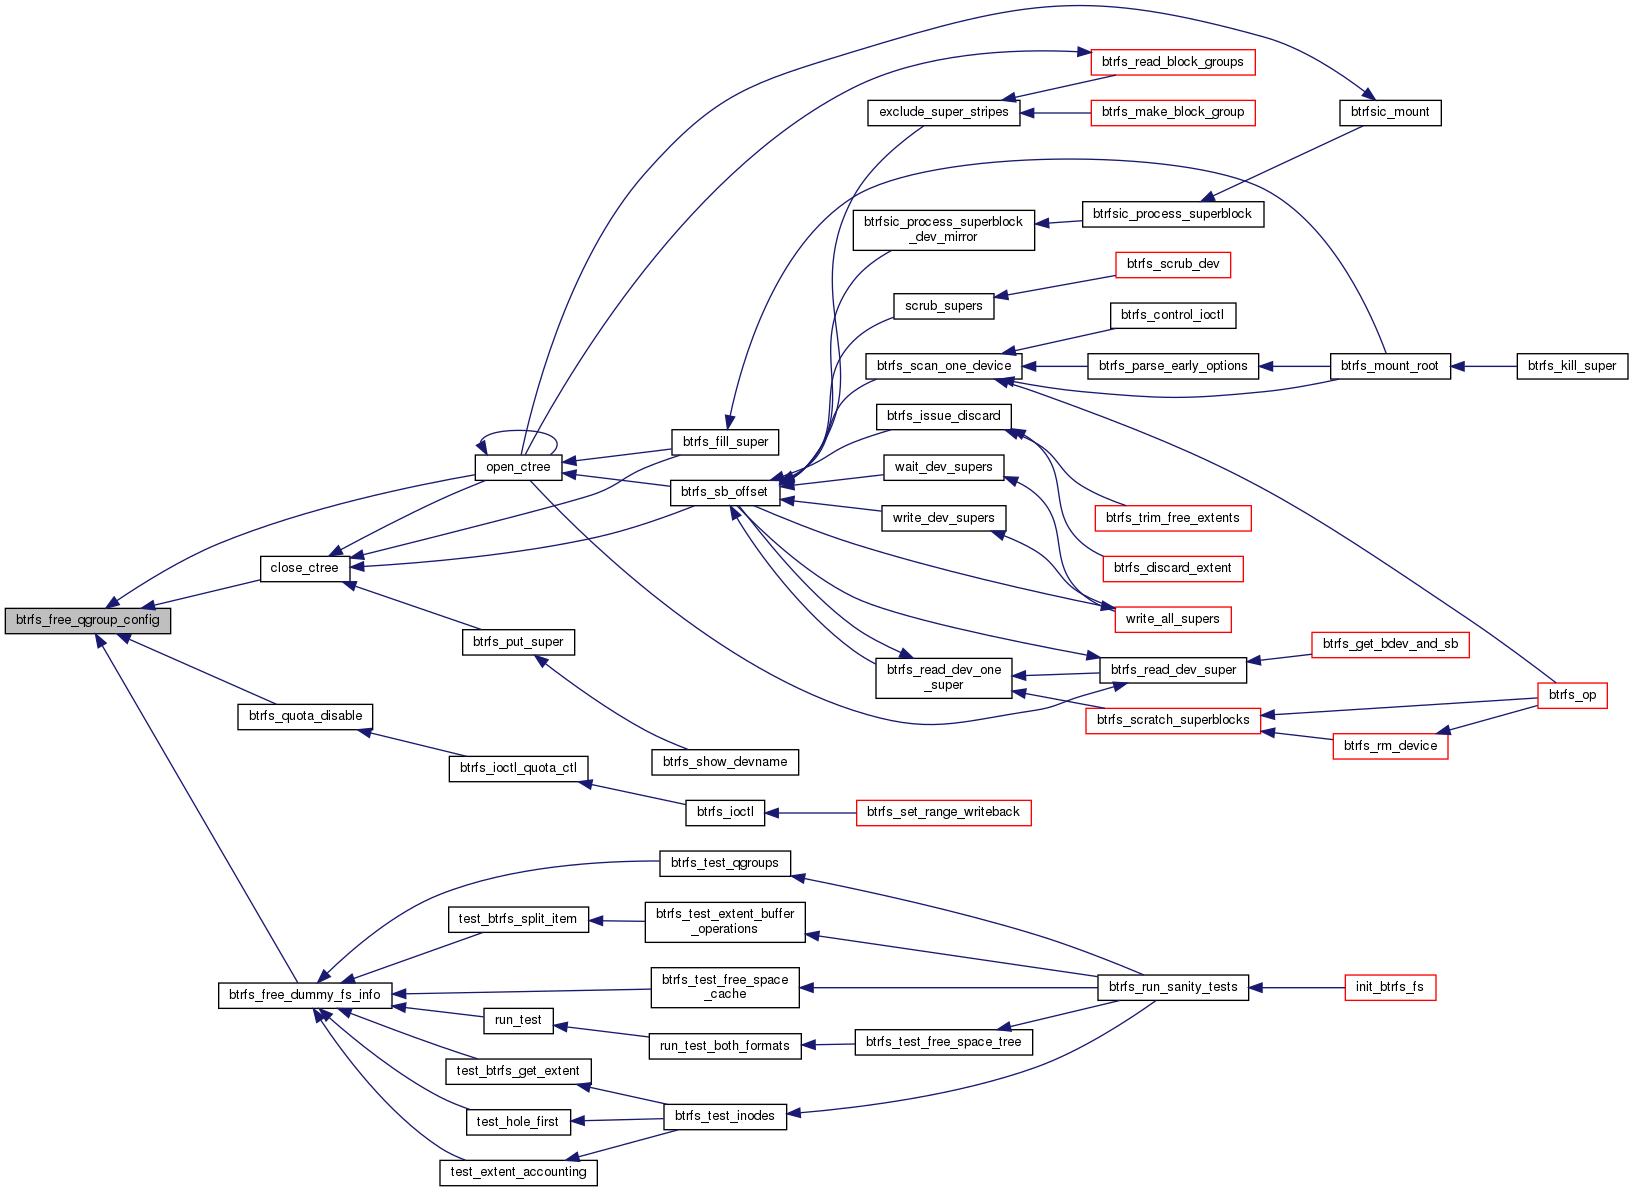 btrfs_read_block_groups
exclude_super_stripes
btrfs_make_block_group
btrfsic_mount
btrfsic_process_superblock
btrfsic_process_superblock
_dev_mirror
btrfs_scrub_dev
scrub_supers
btrfs_control_ioctl
btrfs_scan_one_device
btrfs_parse_early_options
btrfs_mount_root
btrfs_kill_super
btrfs_issue_discard
btrfs_fill_super
open_ctree
wait_dev_supers
btrfs_sb_offset
write_dev_supers
btrfs_trim_free_extents
close_ctree
btrfs_discard_extent
btrfs_free_qgroup_config
write_all_supers
btrfs_put_super
btrfs_get_bdev_and_sb
btrfs_read_dev_one
_super
btrfs_read_dev_super
btrfs_op
btrfs_quota_disable
btrfs_scratch_superblocks
btrfs_rm_device
btrfs_show_devname
btrfs_ioctl_quota_ctl
btrfs_ioctl
btrfs_set_range_writeback
btrfs_test_qgroups
test_btrfs_split_item
btrfs_test_extent_buffer
_operations
btrfs_test_free_space
_cache
btrfs_free_dummy_fs_info
btrfs_run_sanity_tests
init_btrfs_fs
run_test
run_test_both_formats
btrfs_test_free_space_tree
test_btrfs_get_extent
test_hole_first
btrfs_test_inodes
test_extent_accounting